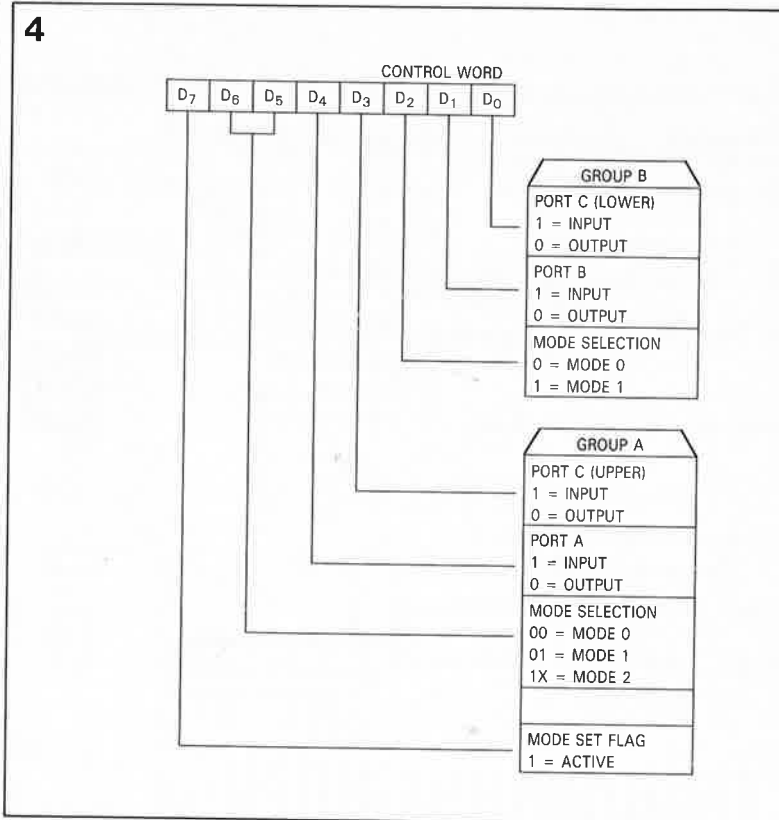 4
CONTROL WORD
D7 D6 D5 D4 D3 D2 D1 D0
GROUP B
PORT C (LOWER)
1 = INPUT
0 = OUTPUT
PORT B
1 = INPUT
0 = OUTPUT
MODE SELECTION
0 = MODE 0
1 = MODE 1
GROUP A
PORT C (UPPER)
1 = INPUT
0 = OUTPUT
PORT A
1 = INPUT
0 = OUTPUT
MODE SELECTION
00 = MODE 0
01 = MODE 1
1X = MODE 2
MODE SET FLAG
1 = ACTIVE